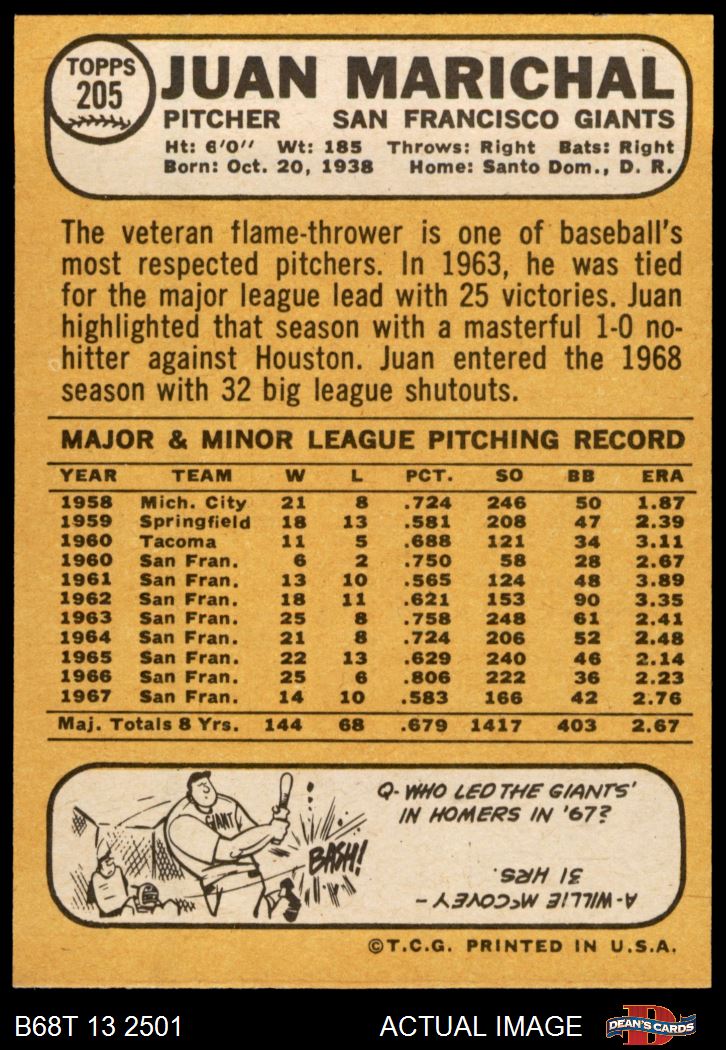 TOPPS
205
JUAN MARICHAL
PITCHER SAN FRANCISCO GIANTS
Ht: 6'0'' Wt: 185 Throws: Right Bats: Right
Born: Oct. 20, 1938 Home: Santo Dom., D. R.
The veteran flame-thrower is one of baseball's
most respected pitchers. In 1963, he was tied
for the major league lead with 25 victories. Juan
highlighted that season with a masterful 1-0 no-
hitter against Houston. Juan entered the 1968
season with 32 big league shutouts.
MAJOR & MINOR LEAGUE PITCHING RECORD
YEAR TEAM W L PCT. SO BB ERA
1958 Mich. City 21 8 .724 246 50 1.87
1959 Springfield 18 13 .581 208 47 2.39
1960 Tacoma 11 5 .688 121 34 3.11
1960 San Fran. 6 2 .750 58 28 2.67
1961 San Fran. 13 10 .565 124 48 3.89
1962 San Fran. 18 11 .621 153 90 3.35
1963 San Fran. 25 8 .758 248 61 2.41
1964 San Fran. 21 8 .724 206 52 2.48
1965 San Fran. 22 13 .629 240 46 2.14
1966 San Fran. 25 6 .806 222 36 2.23
1967 San Fran. 14 10 .583 166 42 2.76
Maj. Totals 8 Yrs. 144 68 .679 1417 403 2.67
GIANT
BASH!
Q-WHO LED THE GIANTS'
IN HOMERS IN '67?
A-WILLIE McCOVEY –
31 HRS.
©T.C.G. PRINTED IN U.S.A.
B68T 13 2501 ACTUAL IMAGE
D
DEAN'S CARDS